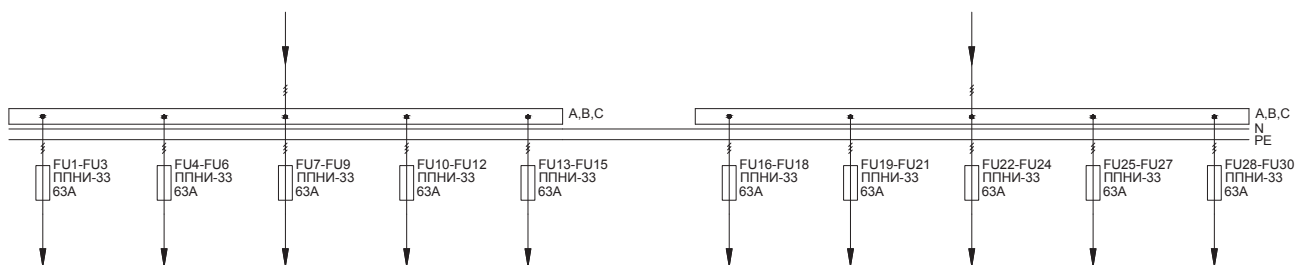 A,B,C
A,B,C
N
PE
FU1-FU3
ППНИ-33
63А
FU4-FU6
ППНИ-33
63А
FU7-FU9
ППНИ-33
63А
FU10-FU12
ППНИ-33
63А
FU13-FU15
ППНИ-33
63А
FU16-FU18
ППНИ-33
63А
FU19-FU21
ППНИ-33
63А
FU22-FU24
ППНИ-33
63А
FU25-FU27
ППНИ-33
63А
FU28-FU30
ППНИ-33
63А